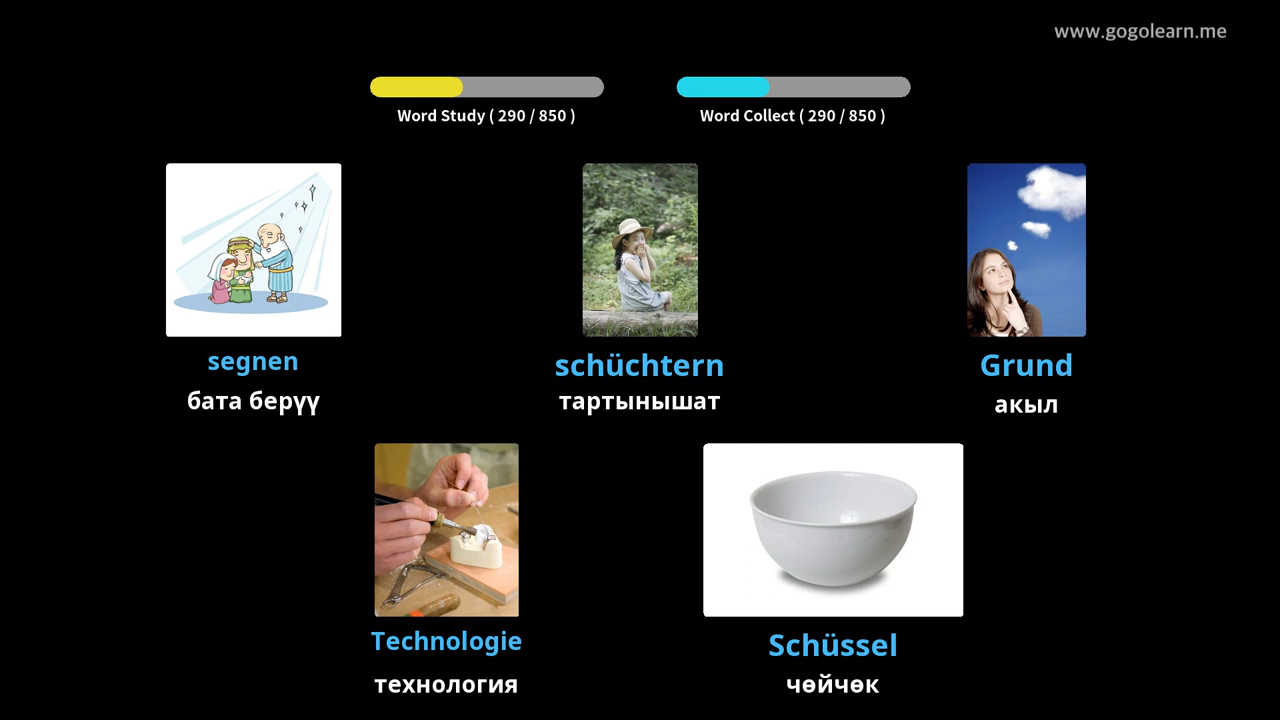 www.gogolearn.me
Word Study ( 290 / 850 )
Word Collect ( 290 / 850 )
segnen
бата берүү
schüchtern
тартынышат
Grund
акыл
Technologie
технология
Schüssel
чөйчөк